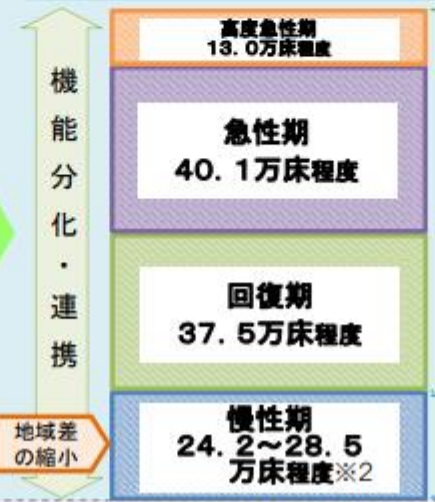 高度急性期
13.0万床程度
機能分化・連携
急性期
40.1万床程度
回復期
37.5万床程度
地域差
の縮小
慢性期
24.2～28.5
万床程度※2